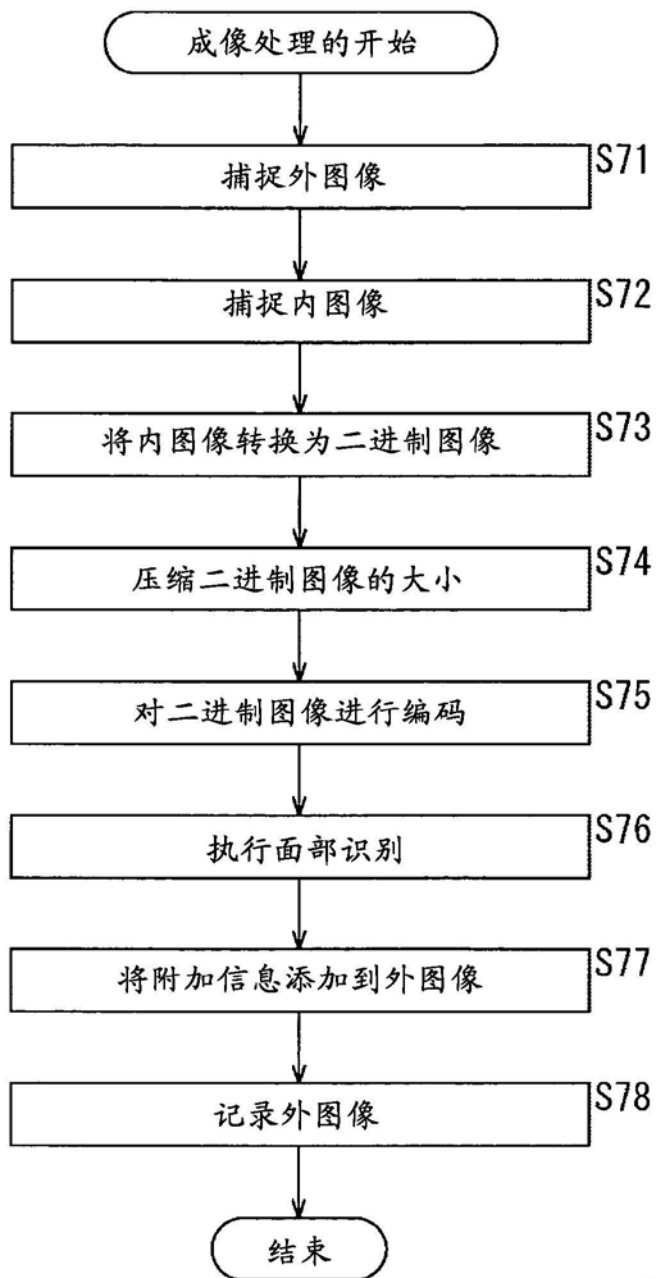 成像处理的开始
S71
捕捉外图像
S72
捕捉内图像
S73
将内图像转换为二进制图像
S74
压缩二进制图像的大小
S75
对二进制图像进行编码
S76
执行面部识别
S77
将附加信息添加到外图像
S78
记录外图像
结束